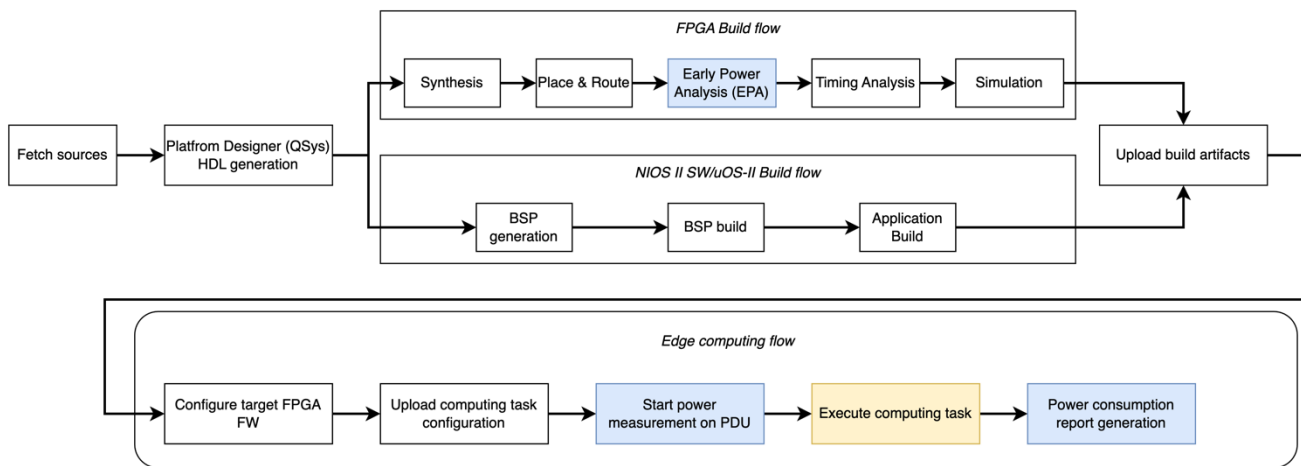 FPGA Build flow
Synthesis
Place & Route
Early Power
Analysis (EPA)
Timing Analysis
Simulation
Fetch sources
Platfrom Designer (QSys)
HDL generation
Upload build artifacts
NIOS II SW/uOS-II Build flow
BSP
generation
BSP build
Application
Build
Edge computing flow
Configure target FPGA
FW
Upload computing task
configuration
Start power
measurement on PDU
Execute computing task
Power consumption
report generation